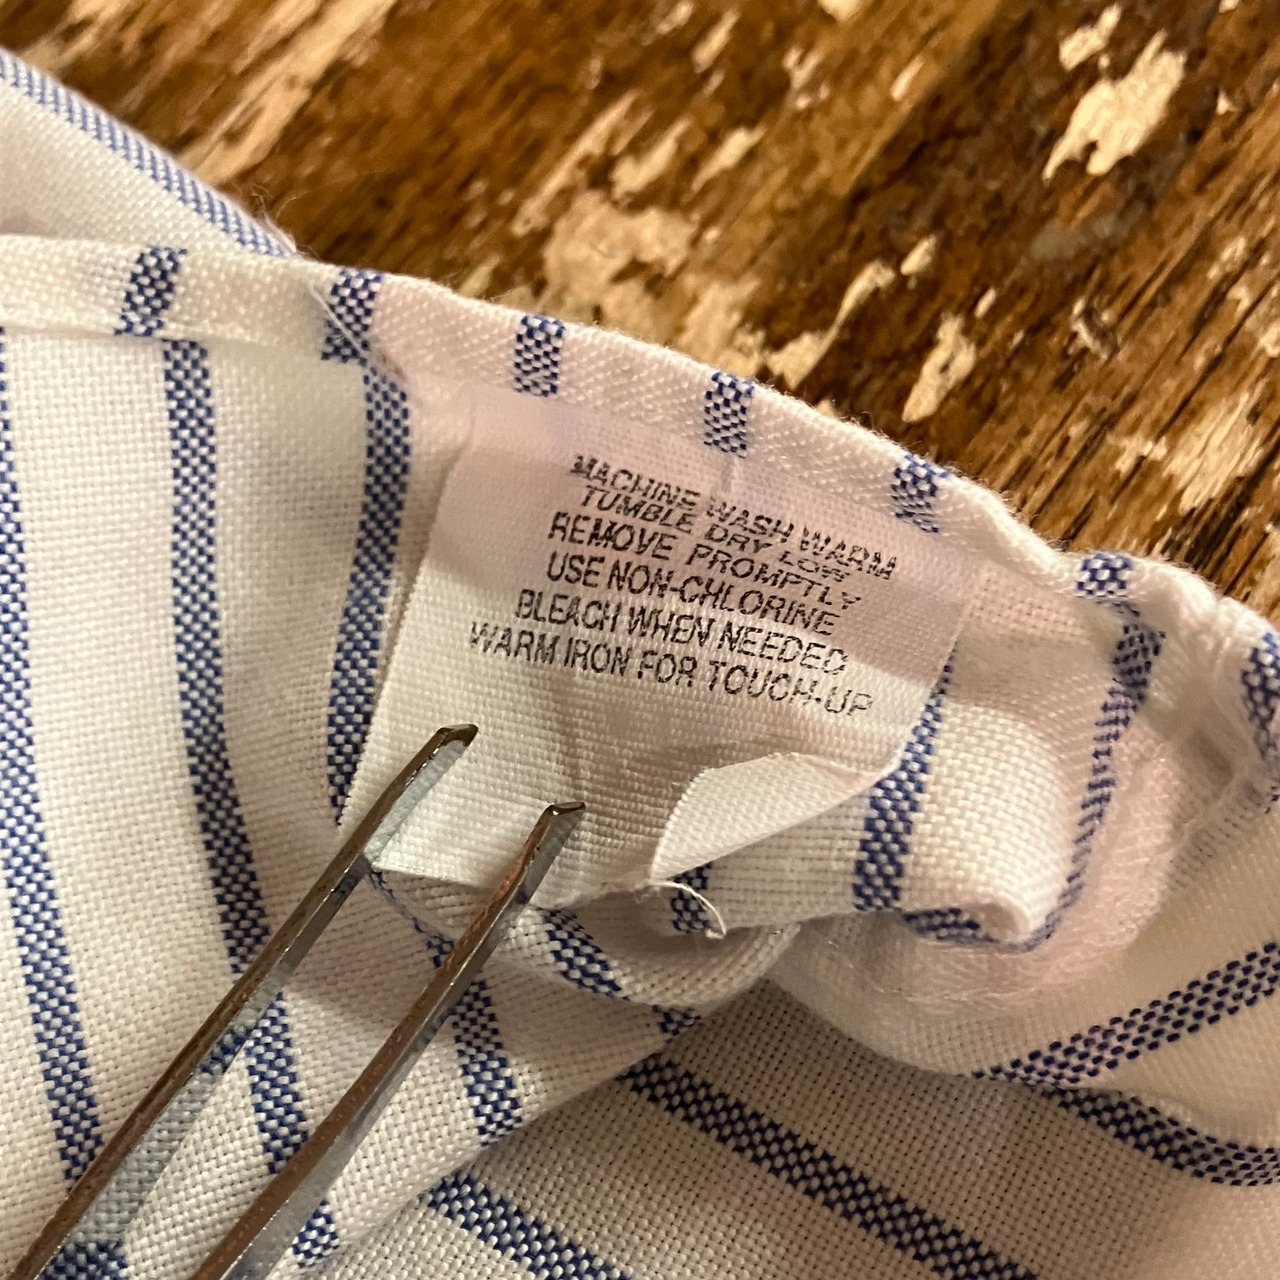 MACHINE WASH WARM
TUMBLE DRY LOW
REMOVE PROMPTLY
USE NON-CHLORINE
BLEACH WHEN NEEDED
WARM IRON FOR TOUCH-UP